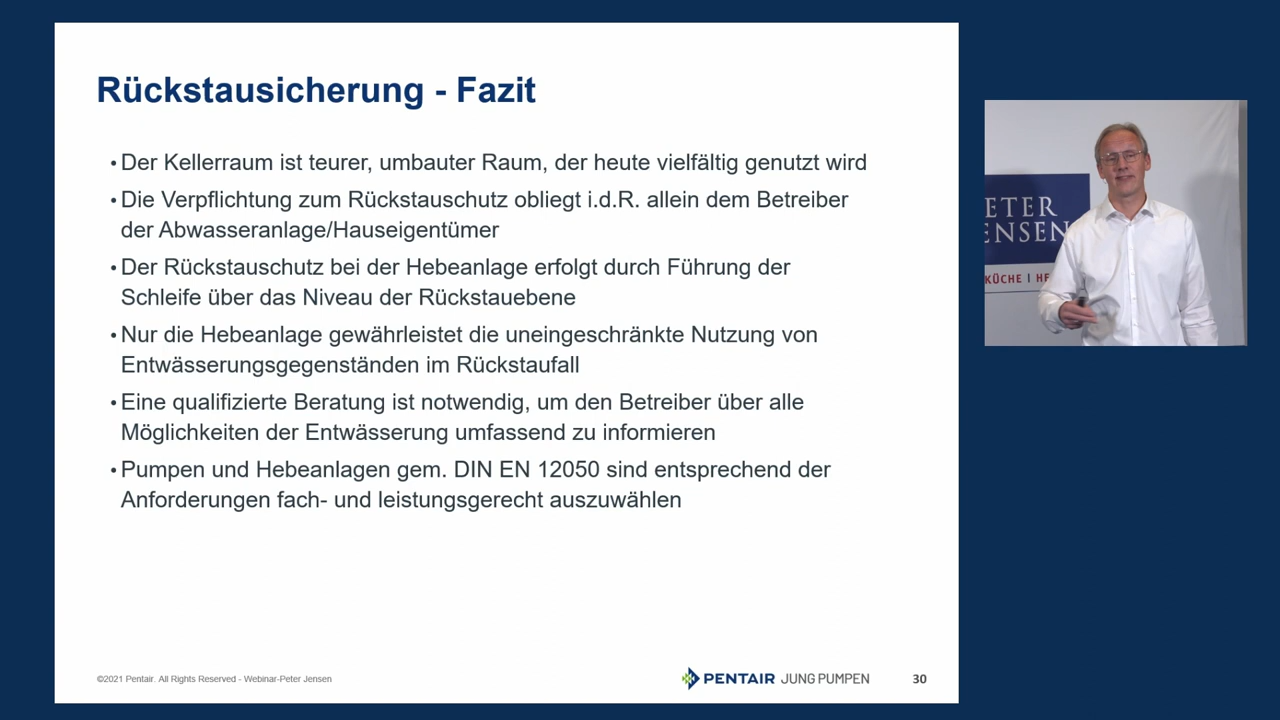 Rückstausicherung - Fazit
• Der Kellerraum ist teurer, umbauter Raum, der heute vielfältig genutzt wird
• Die Verpflichtung zum Rückstauschutz obliegt i.d.R. allein dem Betreiber
der Abwasseranlage/Hauseigentümer
• Der Rückstauschutz bei der Hebeanlage erfolgt durch Führung der
Schleife über das Niveau der Rückstauebene
• Nur die Hebeanlage gewährleistet die uneingeschränkte Nutzung von
Entwässerungsgegenständen im Rückstaufall
• Eine qualifizierte Beratung ist notwendig, um den Betreiber über alle
Möglichkeiten der Entwässerung umfassend zu informieren
• Pumpen und Hebeanlagen gem. DIN EN 12050 sind entsprechend der
Anforderungen fach- und leistungsgerecht auszuwählen
©2021 Pentair. All Rights Reserved - Webinar-Peter Jensen
PENTAIR JUNG PUMPEN
30
ETER
ENSEN
KÜCHE I HE